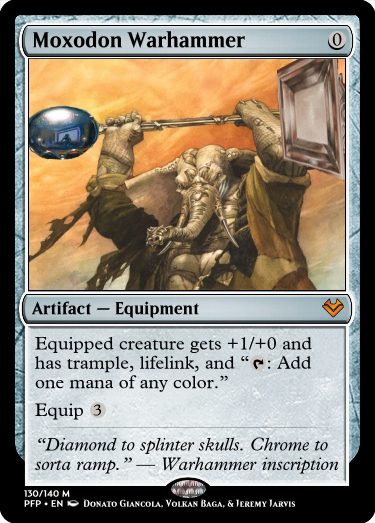 Moxodon Warhammer 0
Artifact — Equipment
Equipped creature gets +1/+0 and
has trample, lifelink, and “: Add
one mana of any color.”
Equip 3
“Diamond to splinter skulls. Chrome to
sorta ramp.” — Warhammer inscription
130/140 M
PFP • EN Donato Giancola, Volkan Baga, & Jeremy Jarvis